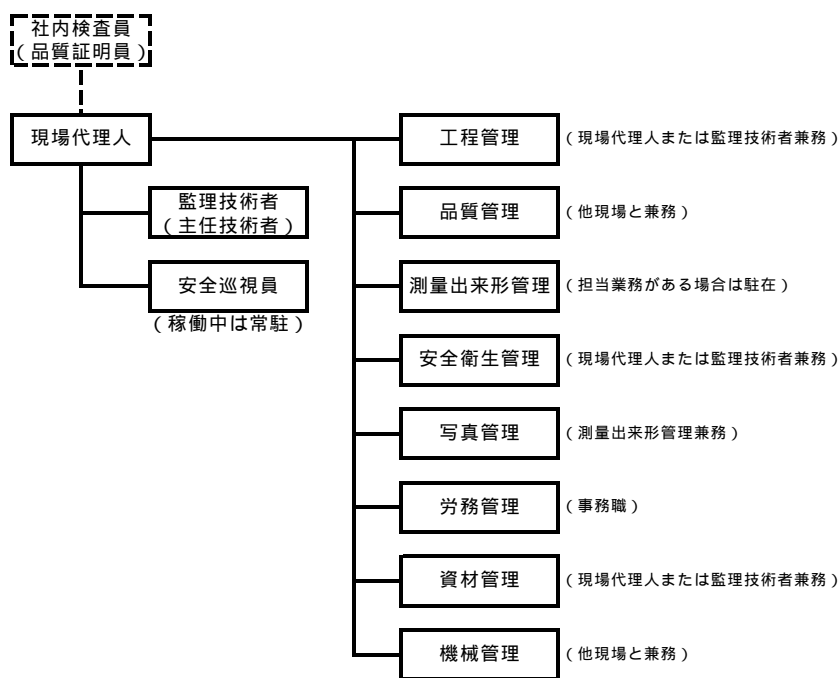 社内検査員
(品質証明員)
現場代理人
監理技術者
(主任技術者)
安全巡視員
(稼働中は常駐)
工程管理 (現場代理人または監理技術者兼務)
品質管理 (他現場と兼務)
測量出来形管理 (担当業務がある場合は駐在)
安全衛生管理 (現場代理人または監理技術者兼務)
写真管理 (測量出来形管理兼務)
労務管理 (事務職)
資材管理 (現場代理人または監理技術者兼務)
機械管理 (他現場と兼務)